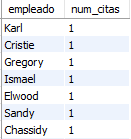 empleado num_citas
Karl 1
Cristie 1
Gregory 1
Ismael 1
Elwood 1
Sandy 1
Chassidy 1